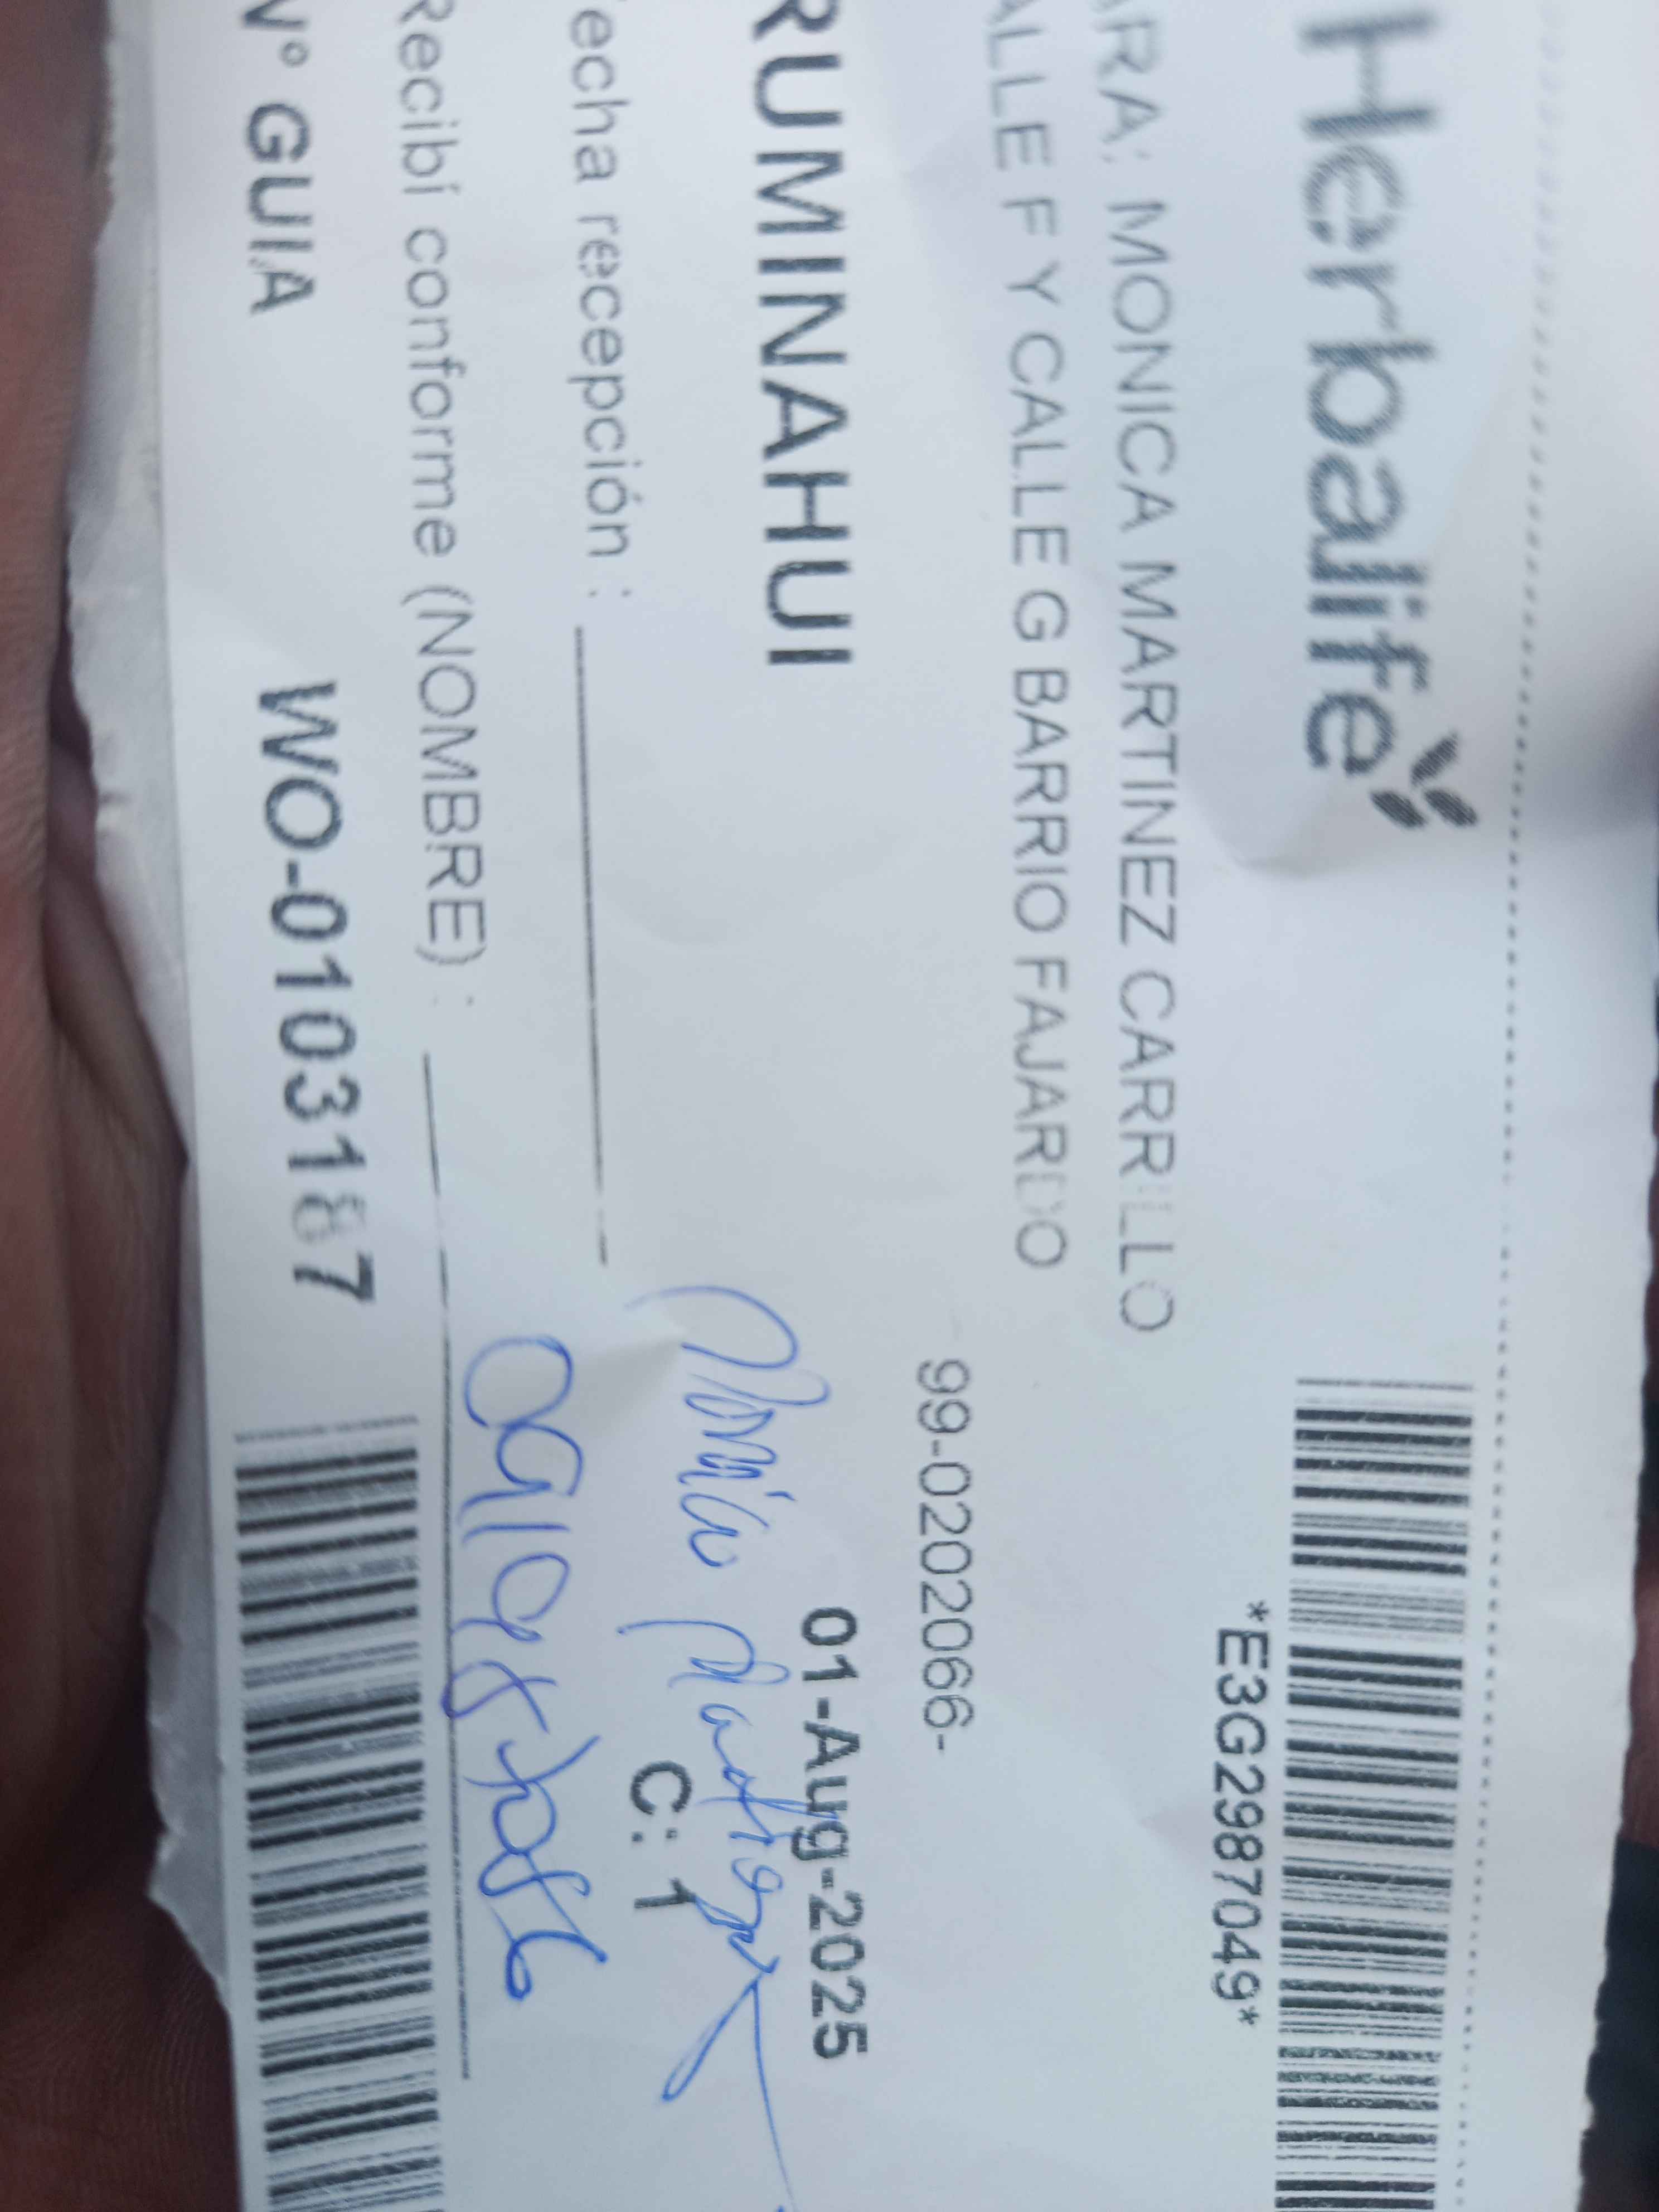 Herbalife
*E3G2987049*
ARA: MONICA MARTINEZ CARRILLO
ALLE F Y CALLE G BARRIO FAJARDO
99-0202066-
RUMINAHUI
01-Aug-2025
echa recepción :
C: 1
Recibí conforme (NOMBRE) :
N° GUIA WO-0103187